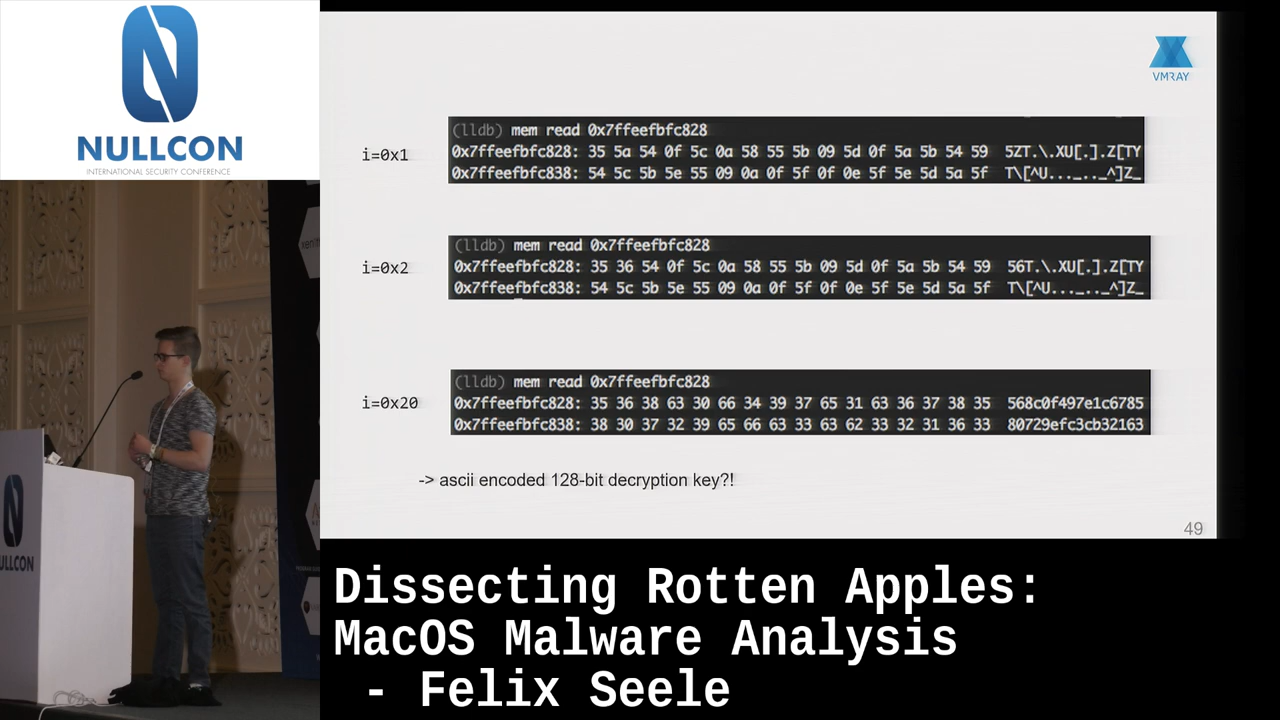 NULLCON
INTERNATIONAL SECURITY CONFERENCE
VMRAY
i=0x1
(lldb) mem read 0x7ffeefbfc828
0x7ffeefbfc828: 35 5a 54 0f 5c 0a 58 55 5b 09 5d 0f 5a 5b 54 59 5ZT.\.XU[.].Z[TY
0x7ffeefbfc838: 54 5c 5b 5e 55 09 0a 0f 5f 0f 0e 5f 5e 5d 5a 5f T\[^U..._.._^]Z_
i=0x2
(lldb) mem read 0x7ffeefbfc828
0x7ffeefbfc828: 35 36 54 0f 5c 0a 58 55 5b 09 5d 0f 5a 5b 54 59 56T.\.XU[.].Z[TY
0x7ffeefbfc838: 54 5c 5b 5e 55 09 0a 0f 5f 0f 0e 5f 5e 5d 5a 5f T\[^U..._.._^]Z_
i=0x20
(lldb) mem read 0x7ffeefbfc828
0x7ffeefbfc828: 35 36 38 63 30 66 34 39 37 65 31 63 36 37 38 35 568c0f497e1c6785
0x7ffeefbfc838: 38 30 37 32 39 65 66 63 33 63 62 33 32 31 36 33 80729efc3cb32163
-> ascii encoded 128-bit decryption key?!
49
ULLCON
Dissecting Rotten Apples:
MacOS Malware Analysis
- Felix Seele